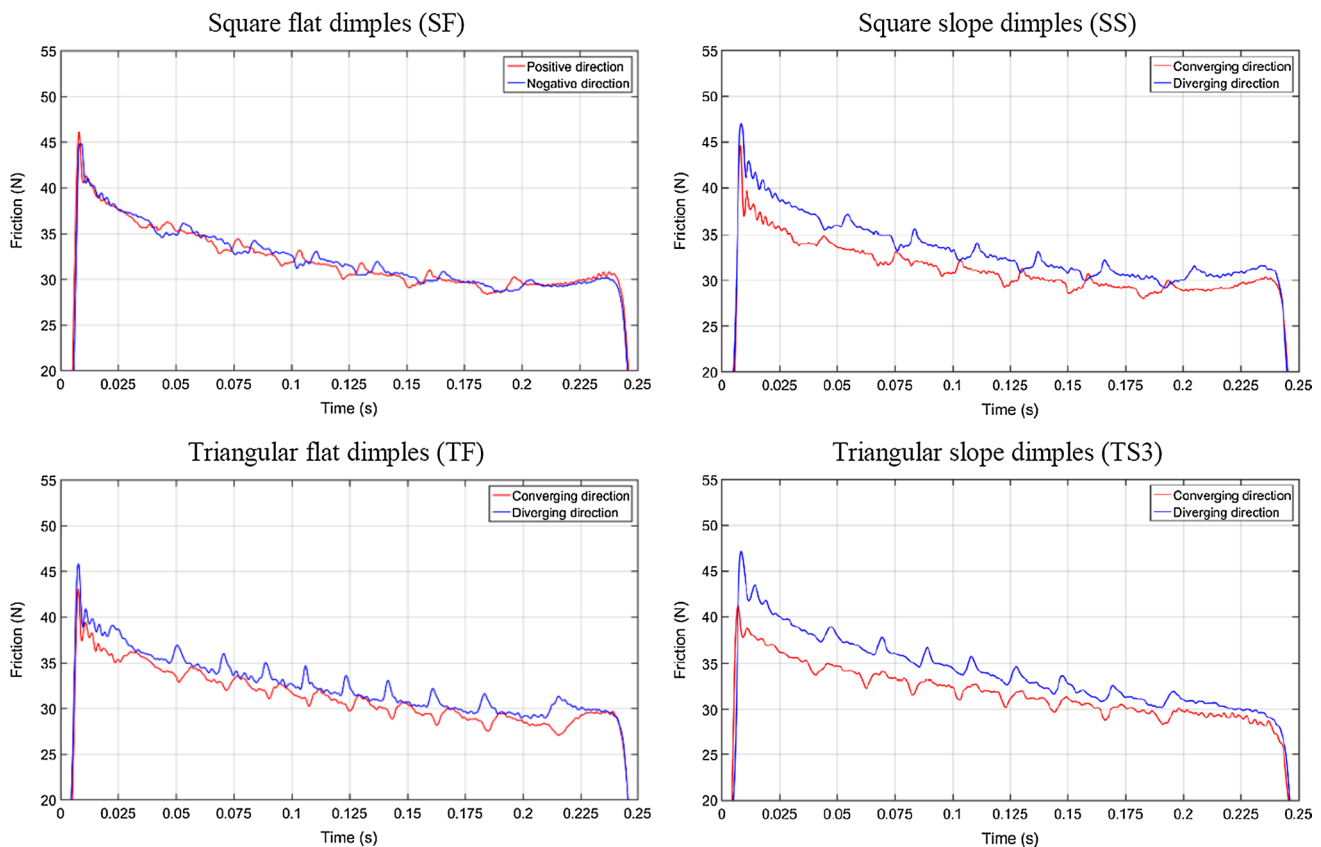 Square flat dimples (SF)
55
50
45
40
35
30
25
20
Friction (N)
Positive direction
Negative direction
0 0.025 0.05 0.075 0.1 0.125 0.15 0.175 0.2 0.225 0.25
Time (s)
Square slope dimples (SS)
55
50
45
40
35
30
25
20
Friction (N)
Converging direction
Diverging direction
0 0.025 0.05 0.075 0.1 0.125 0.15 0.175 0.2 0.225 0.25
Time (s)
Triangular flat dimples (TF)
55
50
45
40
35
30
25
20
Friction (N)
Converging direction
Diverging direction
0 0.025 0.05 0.075 0.1 0.125 0.15 0.175 0.2 0.225 0.25
Time (s)
Triangular slope dimples (TS3)
55
50
45
40
35
30
25
20
Friction (N)
Converging direction
Diverging direction
0 0.025 0.05 0.075 0.1 0.125 0.15 0.175 0.2 0.225 0.25
Time (s)